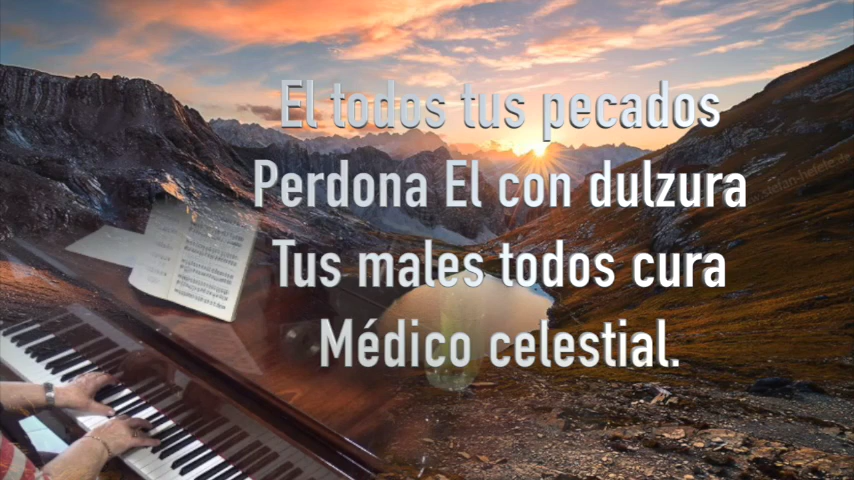 El todos tus pecados
Perdona El con dulzura
Tus males todos cura
Médico celestial.